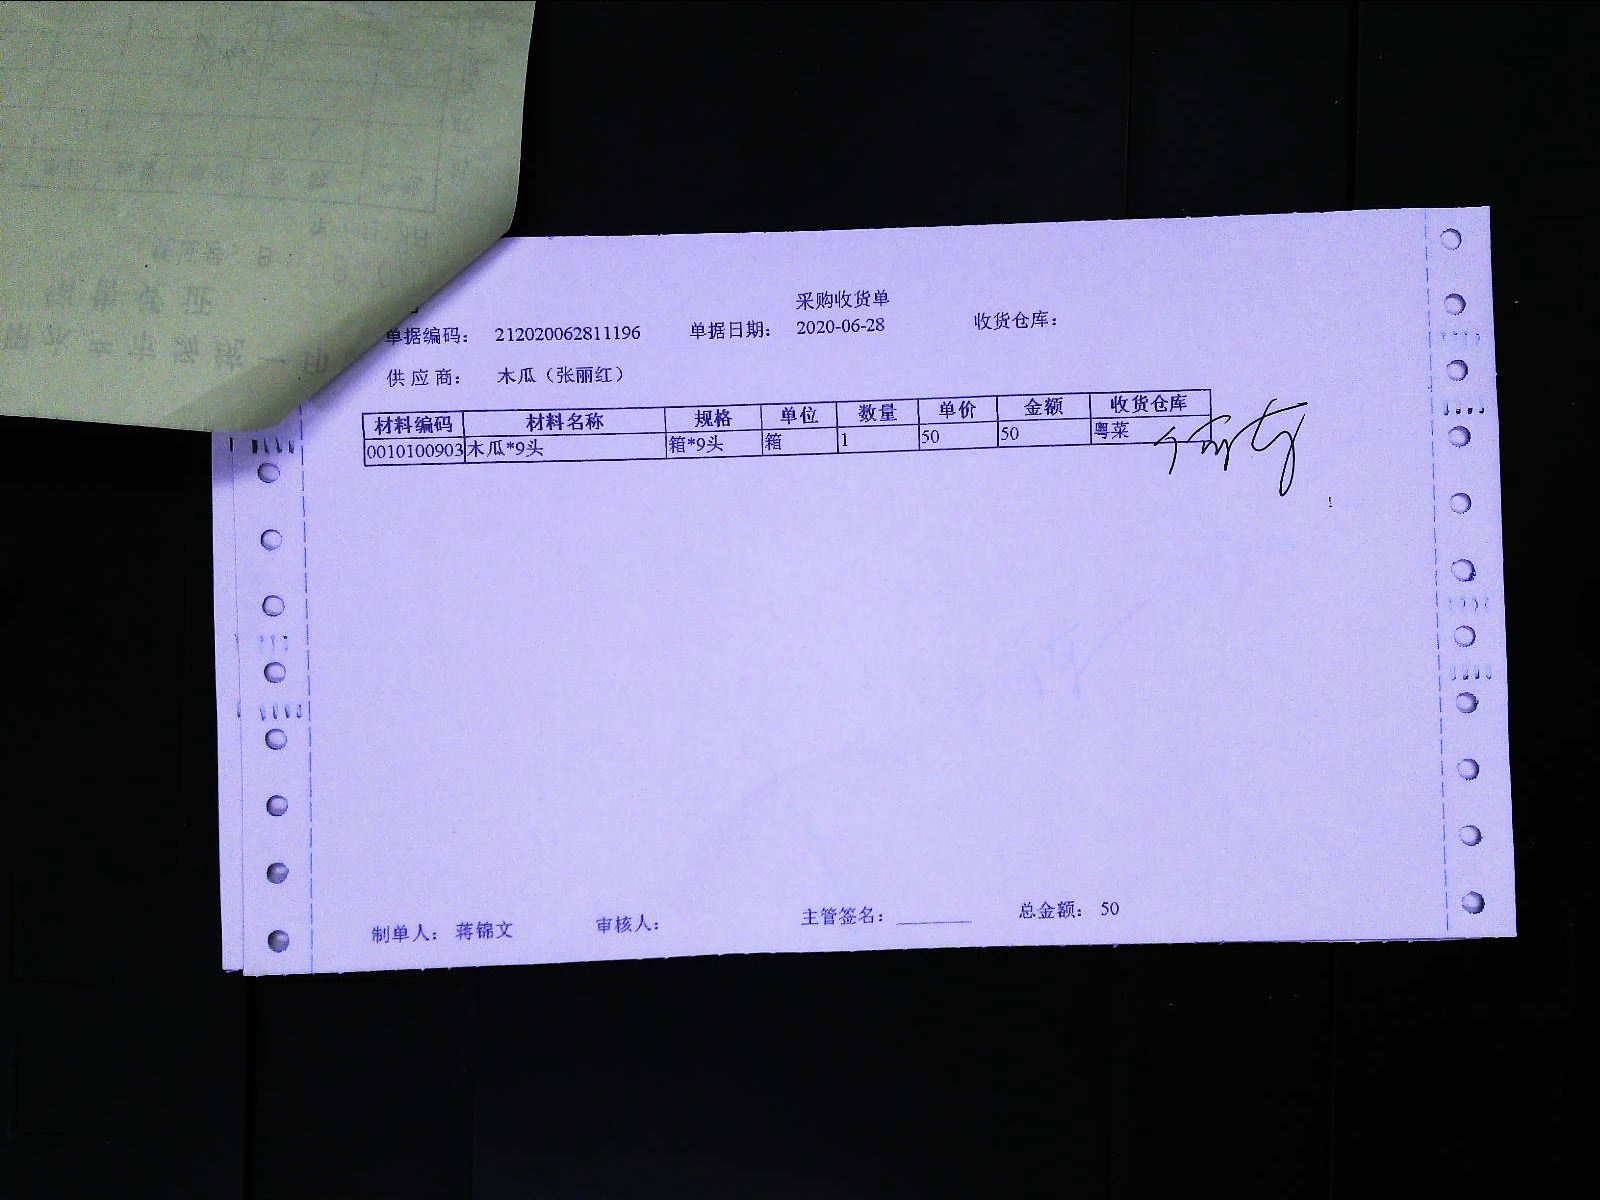 采购收货单
单据编码： 212020062811196 单据日期： 2020-06-28 收货仓库：
供应商： 木瓜（张丽红）
材料编码 材料名称 规格 单位 数量 单价 金额 收货仓库
0010100903 木瓜*9头 箱*9头 箱 1 50 50 粤菜
制单人： 蒋锦文 审核人： 主管签名： 总金额： 50